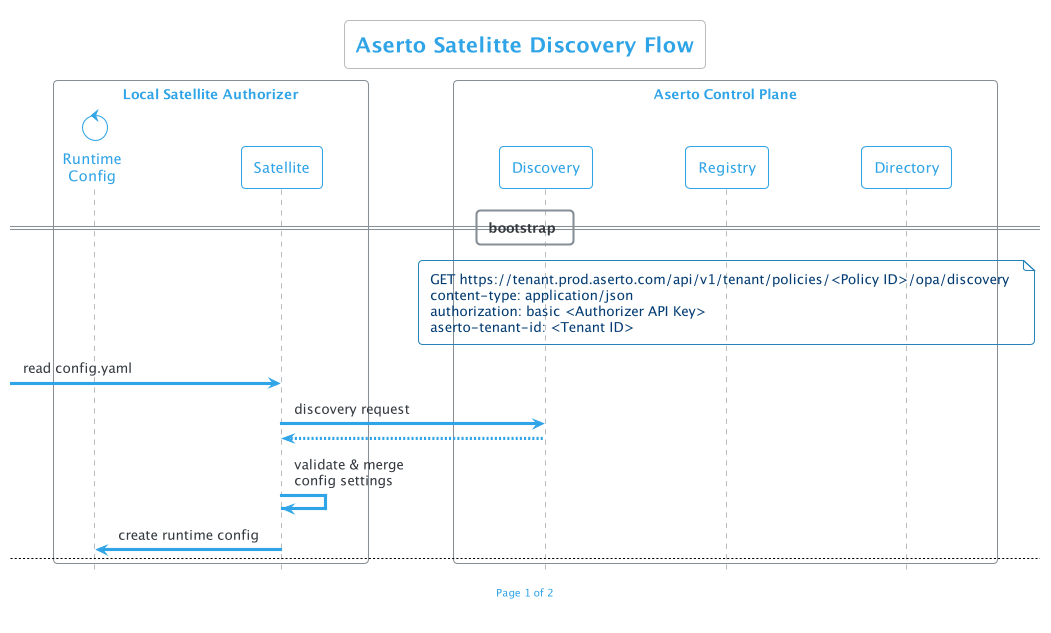 Aserto Satelitte Discovery Flow
Local Satellite Authorizer
Aserto Control Plane
Runtime
Config
Satellite
Discovery
Registry
Directory
bootstrap
GET https://tenant.prod.aserto.com/api/v1/tenant/policies/<Policy ID>/opa/discovery
content-type: application/json
authorization: basic <Authorizer API Key>
aserto-tenant-id: <Tenant ID>
read config.yaml
discovery request
validate & merge
config settings
create runtime config
Page 1 of 2